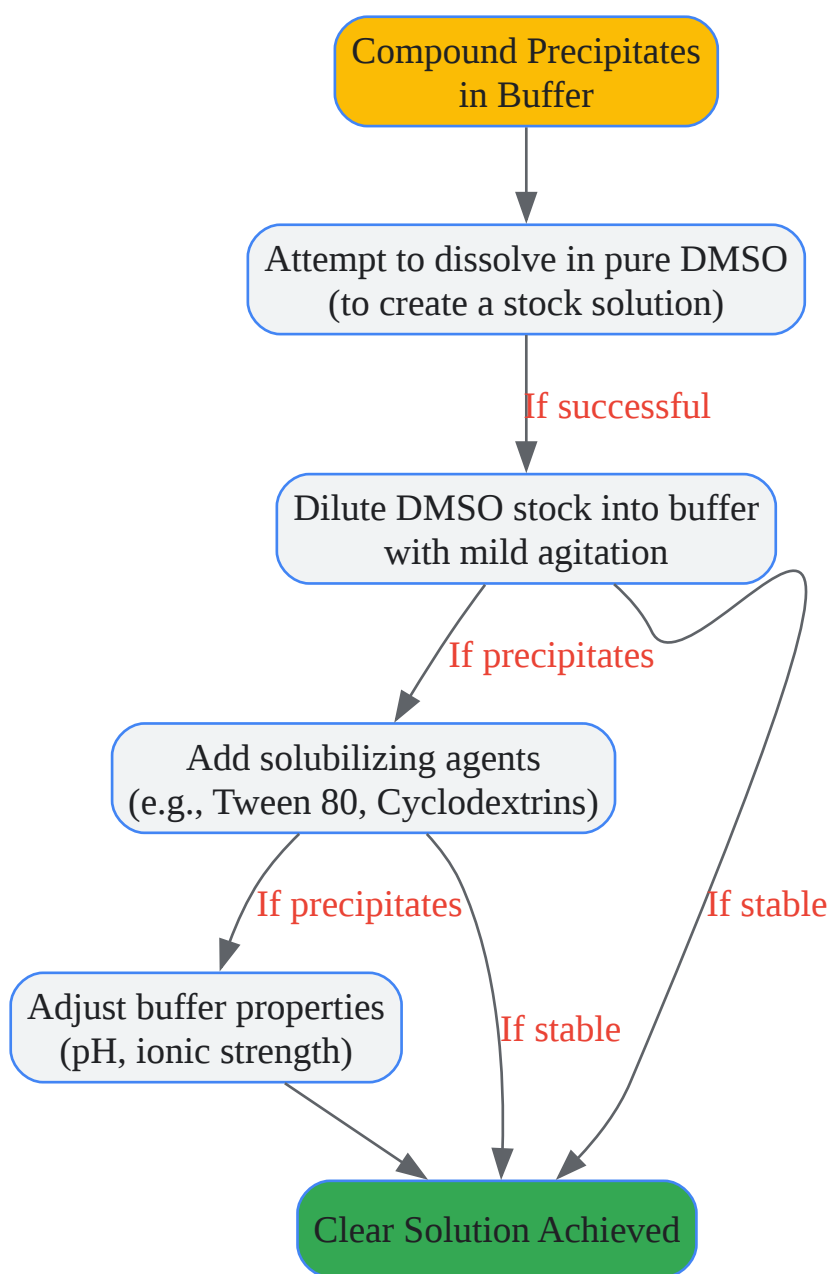 Compound Precipitates
in Buffer
Attempt to dissolve in pure DMSO
(to create a stock solution)
If successful
Dilute DMSO stock into buffer
with mild agitation
If precipitates
Add solubilizing agents
(e.g., Tween 80, Cyclodextrins)
If precipitates
If stable
Adjust buffer properties
(pH, ionic strength)
If stable
Clear Solution Achieved